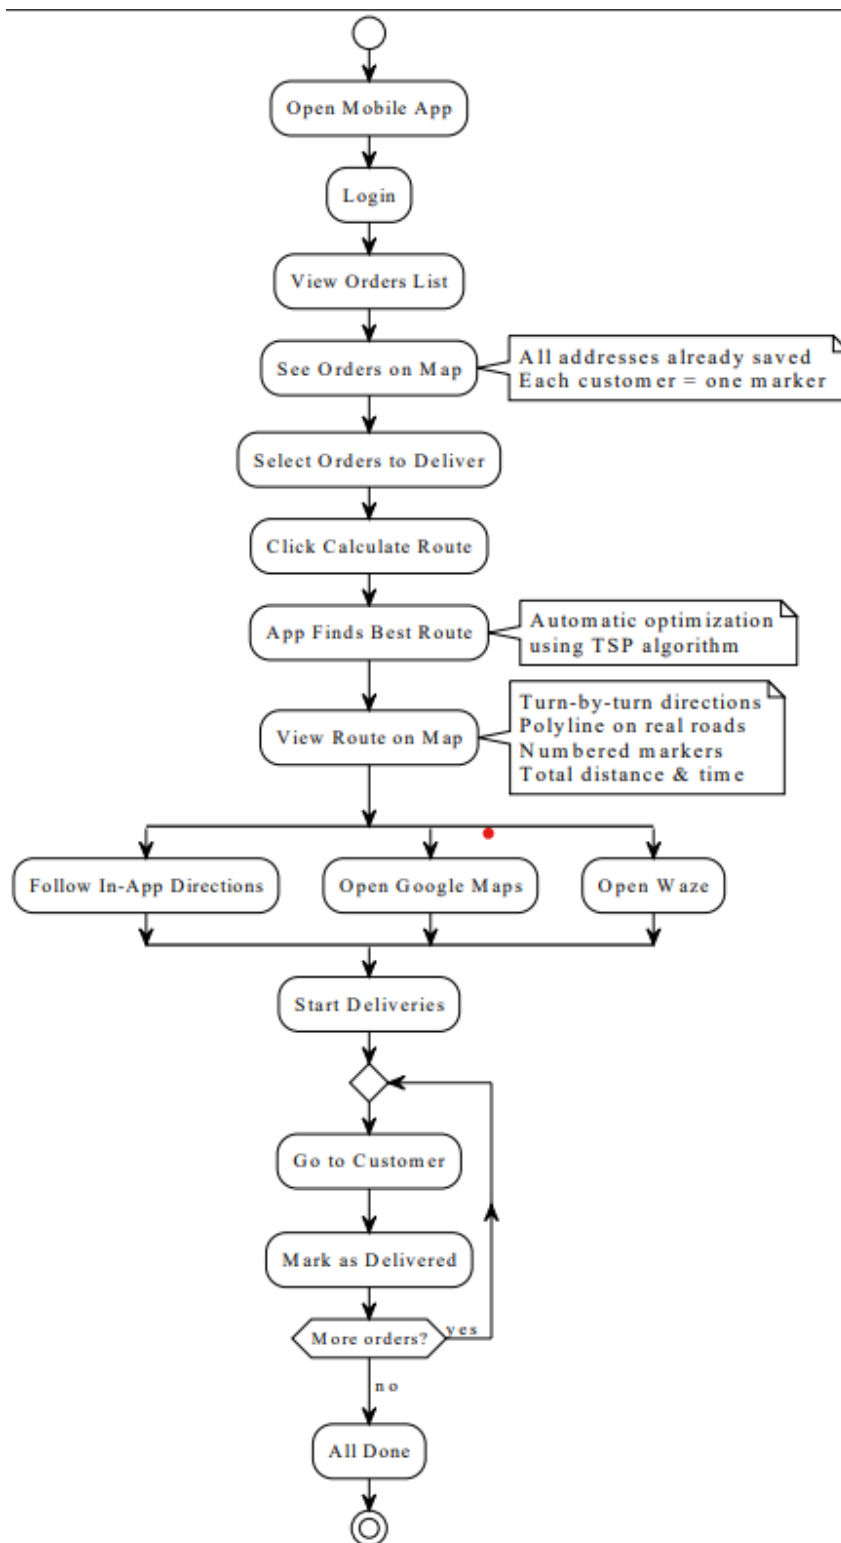 Open Mobile App
Login
View Orders List
See Orders on Map
All addresses already saved
Each customer = one marker
Select Orders to Deliver
Click Calculate Route
App Finds Best Route
Automatic optimization
using TSP algorithm
View Route on Map
Turn-by-turn directions
Polyline on real roads
Numbered markers
Total distance & time
Follow In-App Directions
Open Google Maps
Open Waze
Start Deliveries
Go to Customer
Mark as Delivered
More orders?
yes
no
All Done